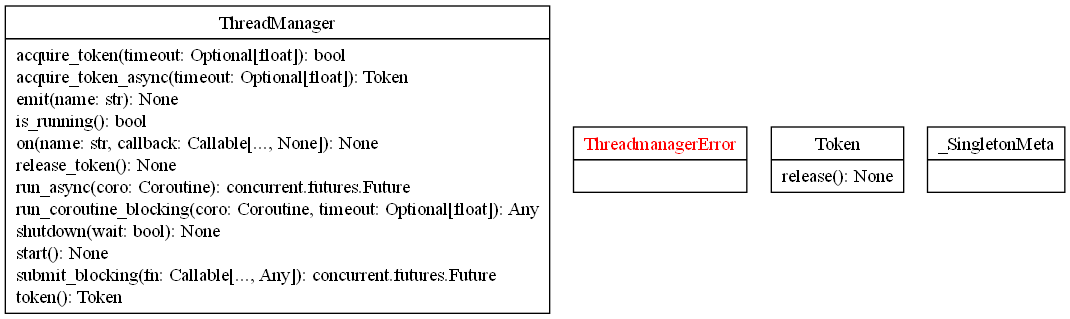 ThreadManager
acquire_token(timeout: Optional[float]): bool
acquire_token_async(timeout: Optional[float]): Token
emit(name: str): None
is_running(): bool
on(name: str, callback: Callable[..., None]): None
release_token(): None
run_async(coro: Coroutine): concurrent.futures.Future
run_coroutine_blocking(coro: Coroutine, timeout: Optional[float]): Any
shutdown(wait: bool): None
start(): None
submit_blocking(fn: Callable[..., Any]): concurrent.futures.Future
token(): Token
ThreadmanagerError
Token
release(): None
_SingletonMeta